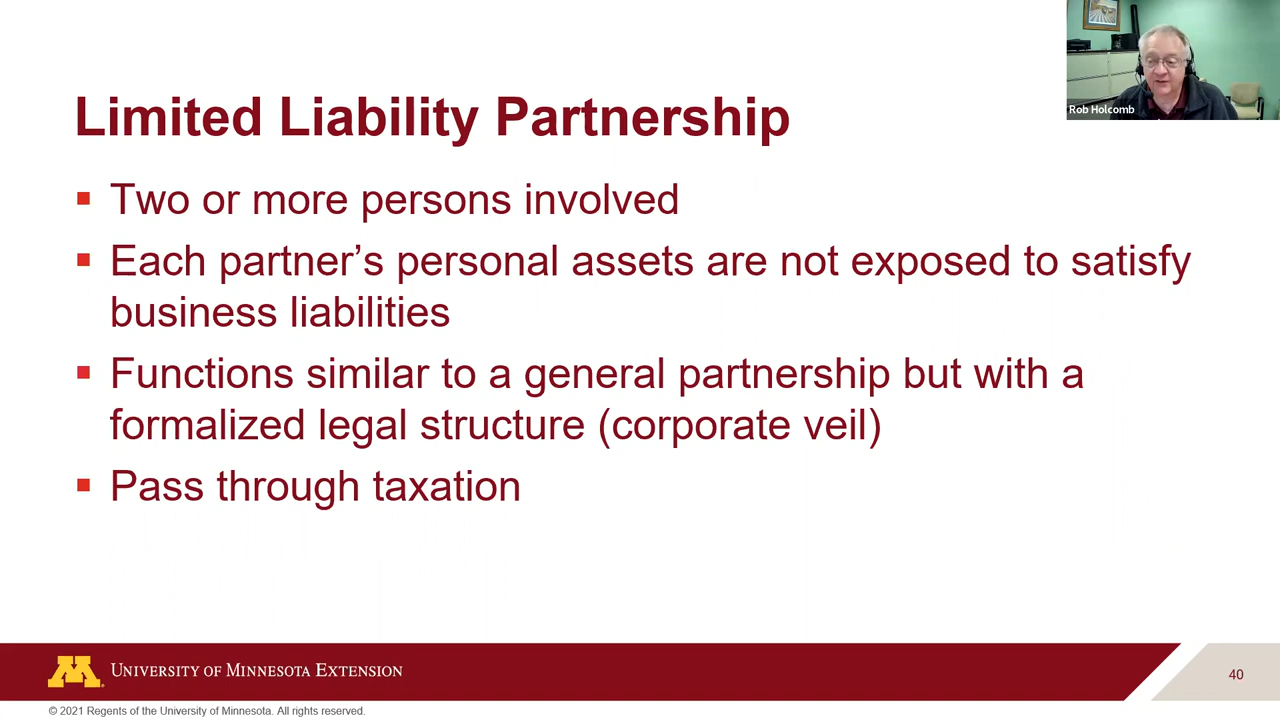 Limited Liability Partnership
Rob Holcomb
▪ Two or more persons involved
▪ Each partner’s personal assets are not exposed to satisfy
business liabilities
▪ Functions similar to a general partnership but with a
formalized legal structure (corporate veil)
▪ Pass through taxation
M
UNIVERSITY OF MINNESOTA EXTENSION
40
© 2021 Regents of the University of Minnesota. All rights reserved.